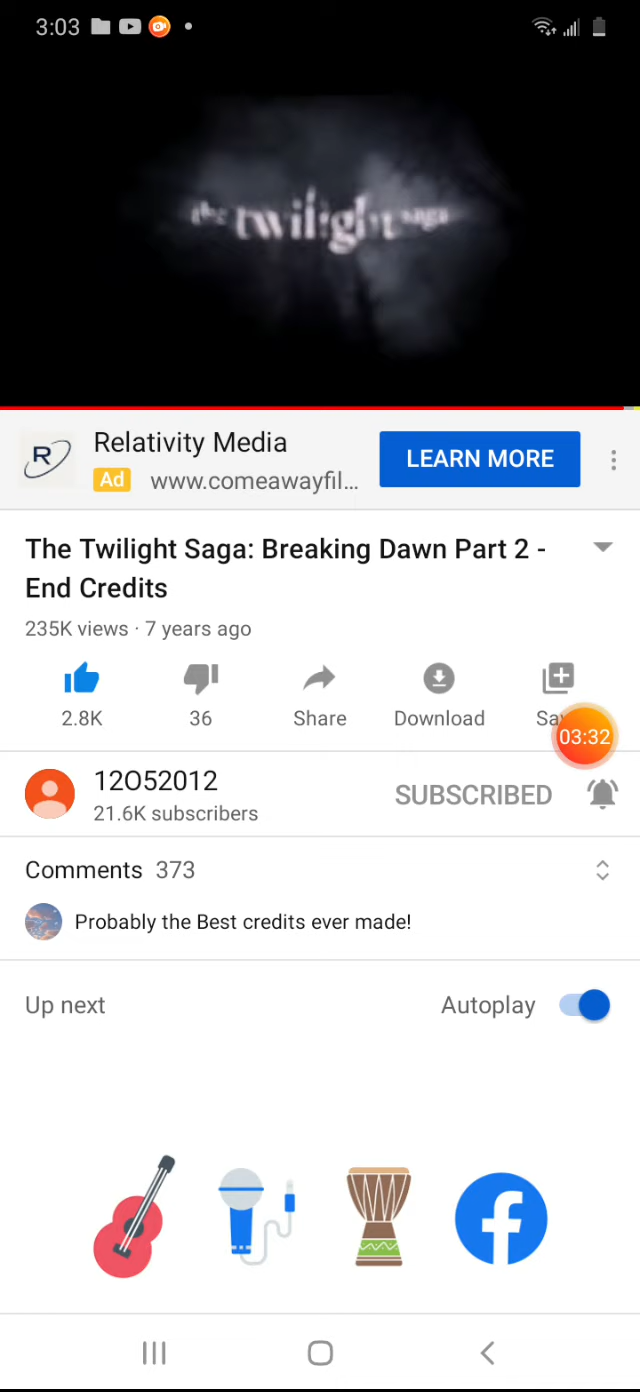 3:03
the twilight saga
R
Relativity Media
LEARN MORE
Ad www.comeawayfil...
The Twilight Saga: Breaking Dawn Part 2 -
End Credits
235K views · 7 years ago
2.8K 36 Share Download Sa
03:32
12O52012
SUBSCRIBED
21.6K subscribers
Comments 373
Probably the Best credits ever made!
Up next Autoplay